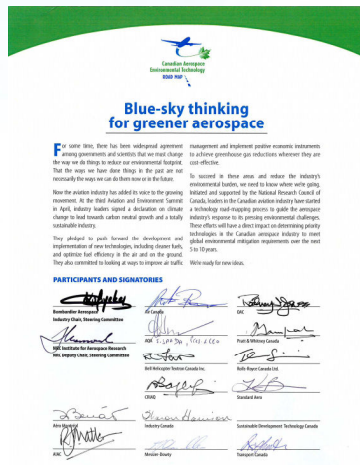 Canadian Aerospace
Environmental Technology
ROAD MAP
Blue-sky thinking
for greener aerospace
For some time, there has been widespread agreement
among governments and scientists that we must change
the way we do things to reduce our environmental footprint.
That the ways we have done things in the past are not
necessarily the ways we can do them now or in the future.
Now the aviation industry has added its voice to the growing
movement. At the third Aviation and Environment Summit
in April, industry leaders signed a declaration on climate
change to lead towards carbon neutral growth and a totally
sustainable industry.
They pledged to push forward the development and
implementation of new technologies, including cleaner fuels,
and optimize fuel efficiency in the air and on the ground.
They also committed to looking at ways to improve air traffic
management and implement positive economic instruments
to achieve greenhouse gas reductions wherever they are
cost-effective.
To succeed in these areas and reduce the industry's
environmental burden, we need to know where we're going.
Initiated and supported by the National Research Council of
Canada, leaders in the Canadian aviation industry have started
a technology road-mapping process to guide the aerospace
industry's response to its pressing environmental challenges.
These efforts will have a direct impact on determining priority
technologies in the Canadian aerospace industry to meet
global environmental mitigation requirements over the next
5 to 10 years.
We're ready for new ideas.
PARTICIPANTS AND SIGNATORIES
Bombardier Aerospace
Industry Chair, Steering Committee
Air Canada
EAC
NRC Institute for Aerospace Research
NRC Deputy Chair, Steering Committee
Pratt & Whitney Canada
Bell Helicopter Textron Canada Inc.
Rolls-Royce Canada Ltd.
CRIAQ
Standard Aero
Aéro Montréal
Industry Canada
Sustainable Development Technology Canada
AIAC
Messier-Dowty
Transport Canada